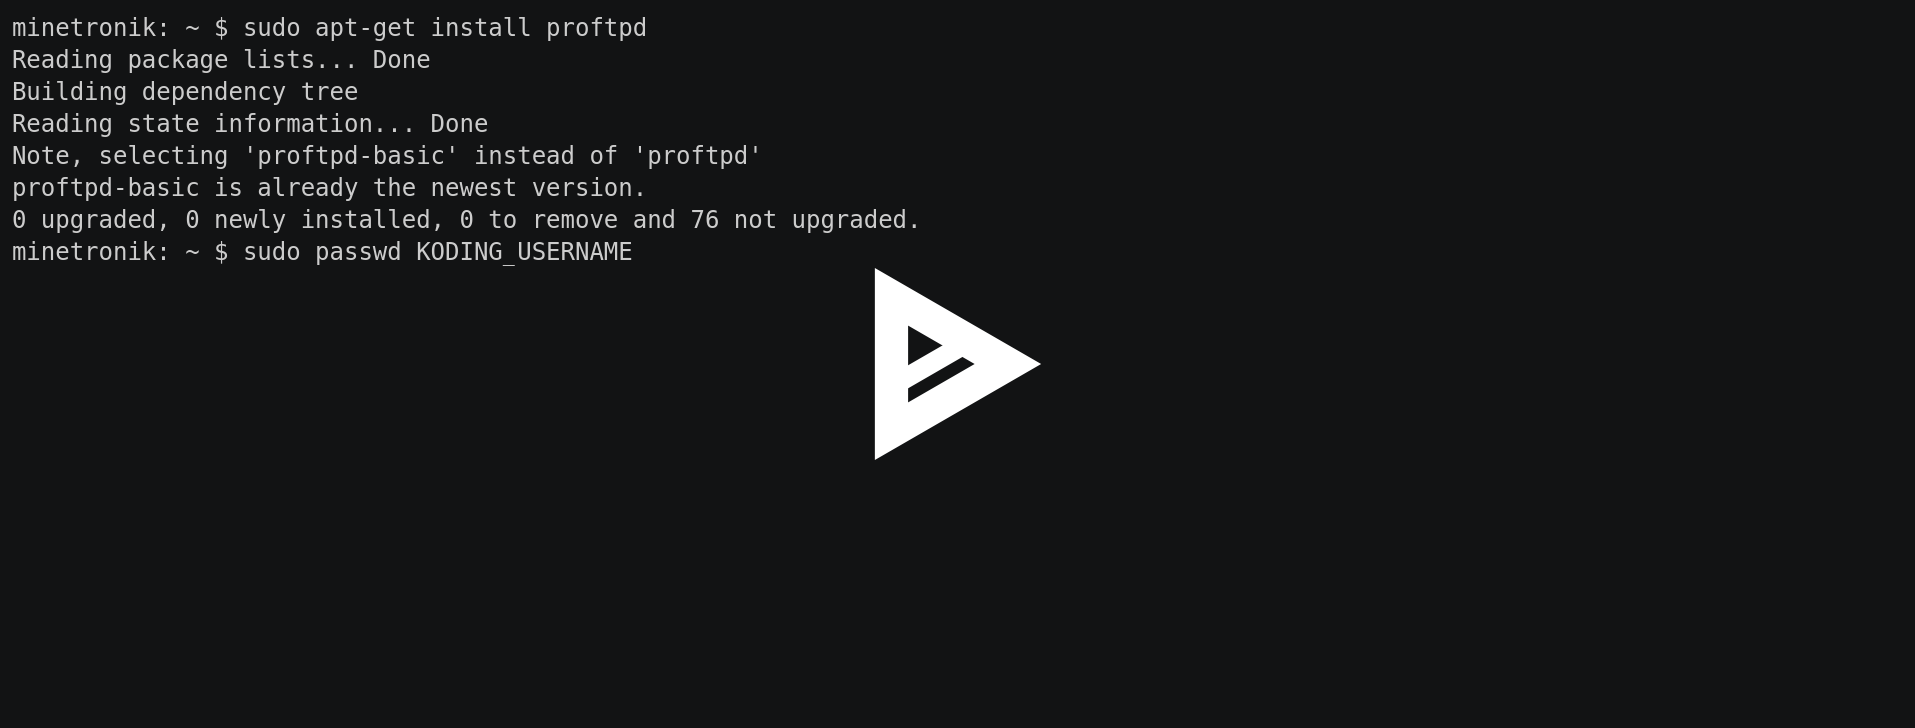 minetronik: ~ $ sudo apt-get install proftpd
Reading package lists... Done
Building dependency tree
Reading state information... Done
Note, selecting 'proftpd-basic' instead of 'proftpd'
proftpd-basic is already the newest version.
0 upgraded, 0 newly installed, 0 to remove and 76 not upgraded.
minetronik: ~ $ sudo passwd KODING_USERNAME